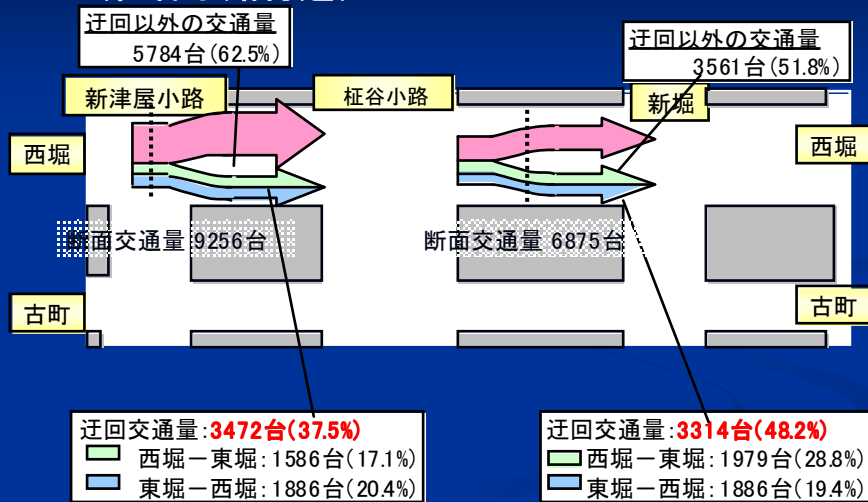 迂回以外の交通量
5784台(62.5%)
迂回以外の交通量
3561台(51.8%)
新津屋小路
柾谷小路
新堀
西堀
西堀
断面交通量 9256台
断面交通量 6875台
古町
古町
迂回交通量:3472台(37.5%)
西堀ー東堀:1586台(17.1%)
東堀ー西堀:1886台(20.4%)
迂回交通量:3314台(48.2%)
西堀ー東堀:1979台(28.8%)
東堀ー西堀:1886台(19.4%)